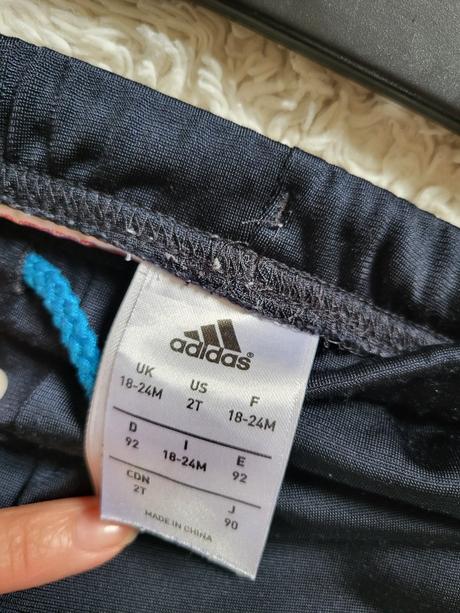 adidas®
UK US F
18-24M 2T 18-24M
D I E
92 18-24M 92
CDN J
2T 90
MADE IN CHINA